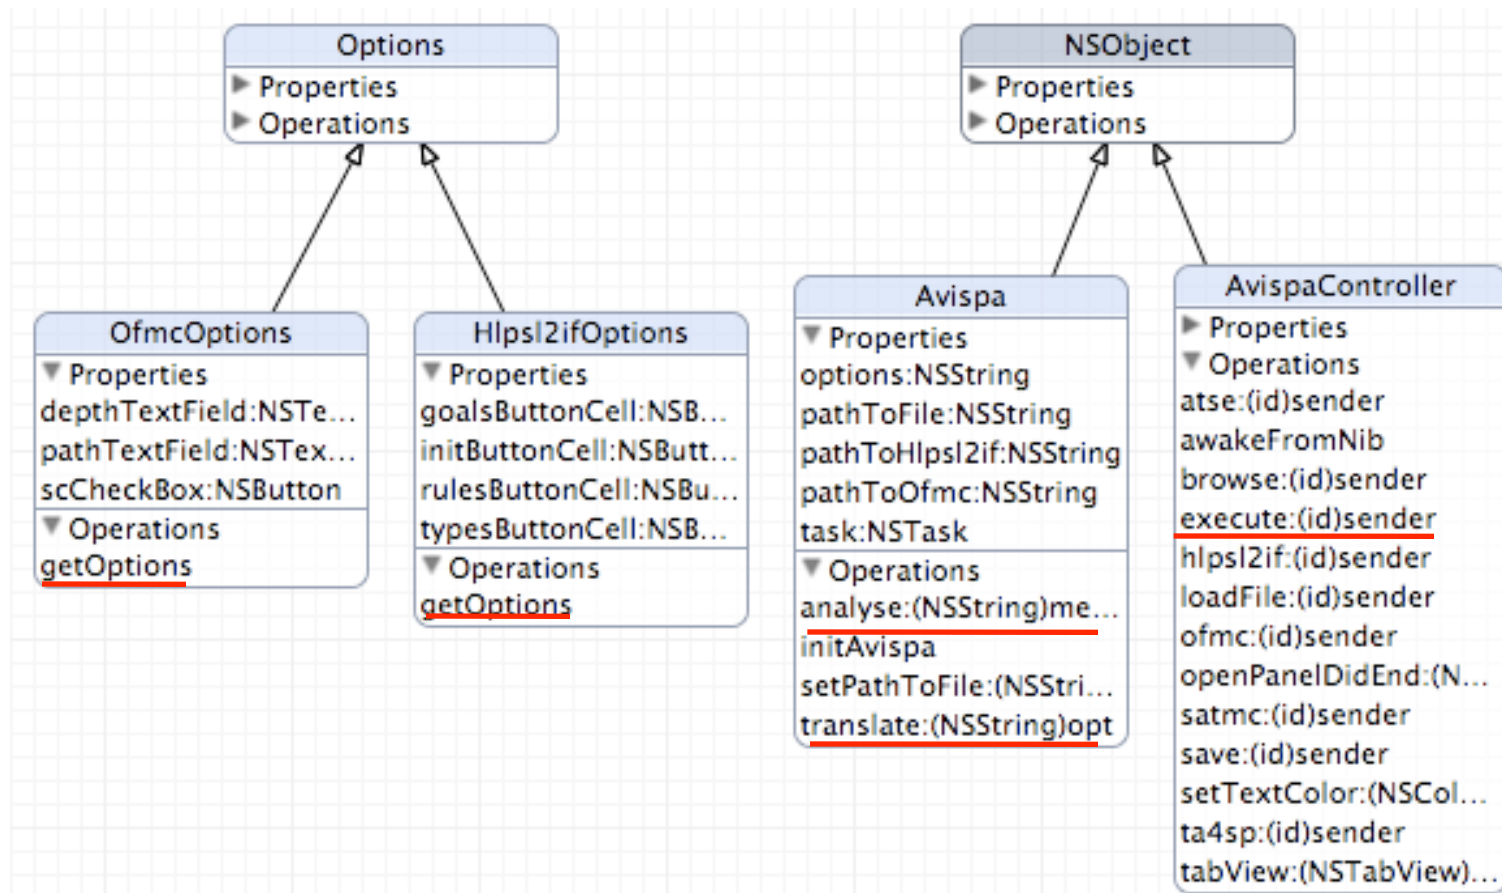 Options
Properties
Operations
NSObject
Properties
Operations
OfmcOptions
Properties
depthTextField:NSTe...
pathTextField:NSTex...
scCheckBox:NSButton
Operations
getOptions
Hlpsl2ifOptions
Properties
goalsButtonCell:NSB...
initButtonCell:NSButt...
rulesButtonCell:NSBu...
typesButtonCell:NSB...
Operations
getOptions
Avispa
Properties
options:NSString
pathToFile:NSString
pathToHlpsl2if:NSString
pathToOfmc:NSString
task:NSTask
Operations
analyse:(NSString)me...
initAvispa
setPathToFile:(NSStri...
translate:(NSString)opt
AvispaController
Properties
Operations
atse:(id)sender
awakeFromNib
browse:(id)sender
execute:(id)sender
hlpsl2if:(id)sender
loadFile:(id)sender
ofmc:(id)sender
openPanelDidEnd:(N...
satmc:(id)sender
save:(id)sender
setTextColor:(NSCol...
ta4sp:(id)sender
tabView:(NSTabView)...